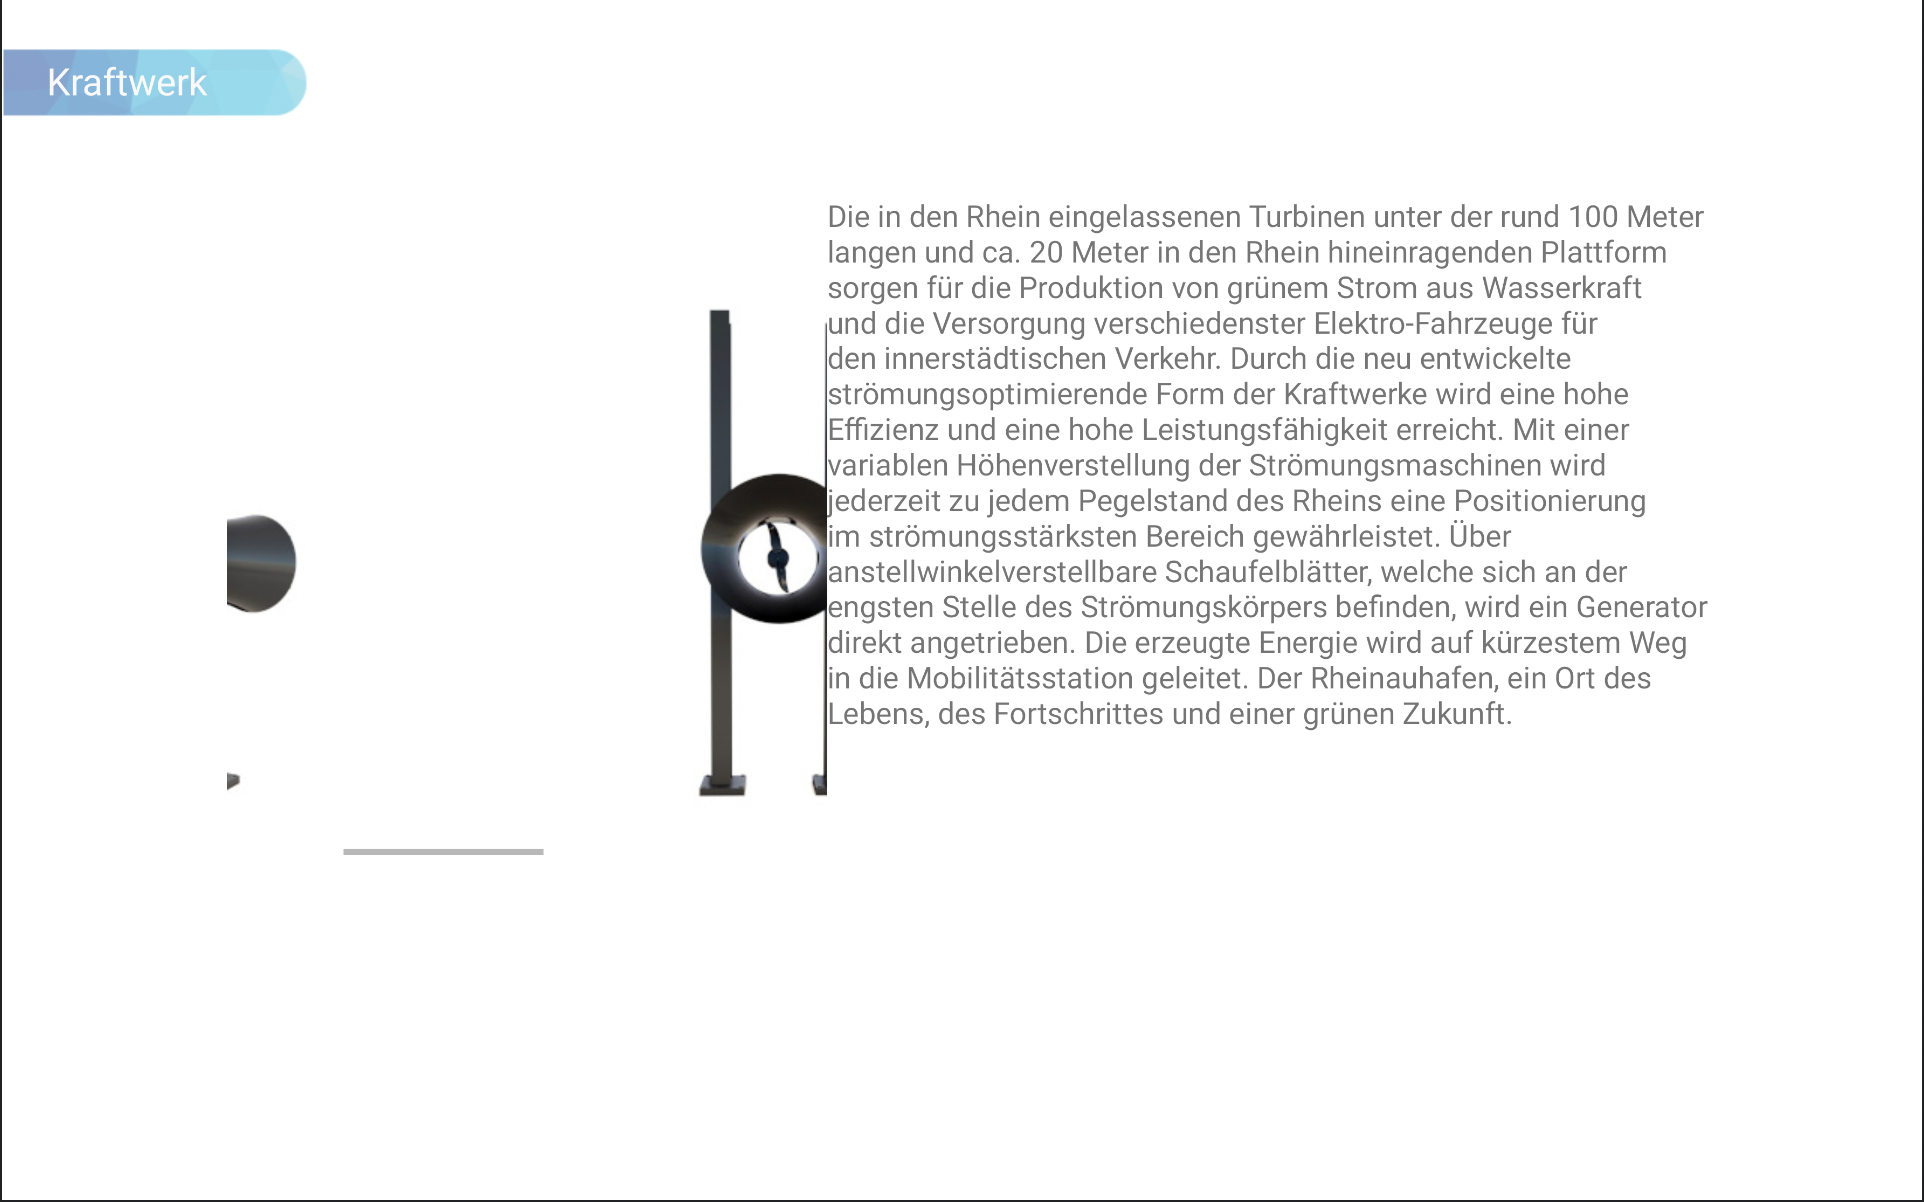 Kraftwerk
Die in den Rhein eingelassenen Turbinen unter der rund 100 Meter
langen und ca. 20 Meter in den Rhein hineinragenden Plattform
sorgen für die Produktion von grünem Strom aus Wasserkraft
und die Versorgung verschiedenster Elektro-Fahrzeuge für
den innerstädtischen Verkehr. Durch die neu entwickelte
strömungsoptimierende Form der Kraftwerke wird eine hohe
Effizienz und eine hohe Leistungsfähigkeit erreicht. Mit einer
variablen Höhenverstellung der Strömungsmaschinen wird
jederzeit zu jedem Pegelstand des Rheins eine Positionierung
im strömungsstärksten Bereich gewährleistet. Über
anstellwinkelverstellbare Schaufelblätter, welche sich an der
engsten Stelle des Strömungskörpers befinden, wird ein Generator
direkt angetrieben. Die erzeugte Energie wird auf kürzestem Weg
in die Mobilitätsstation geleitet. Der Rheinauhafen, ein Ort des
Lebens, des Fortschrittes und einer grünen Zukunft.